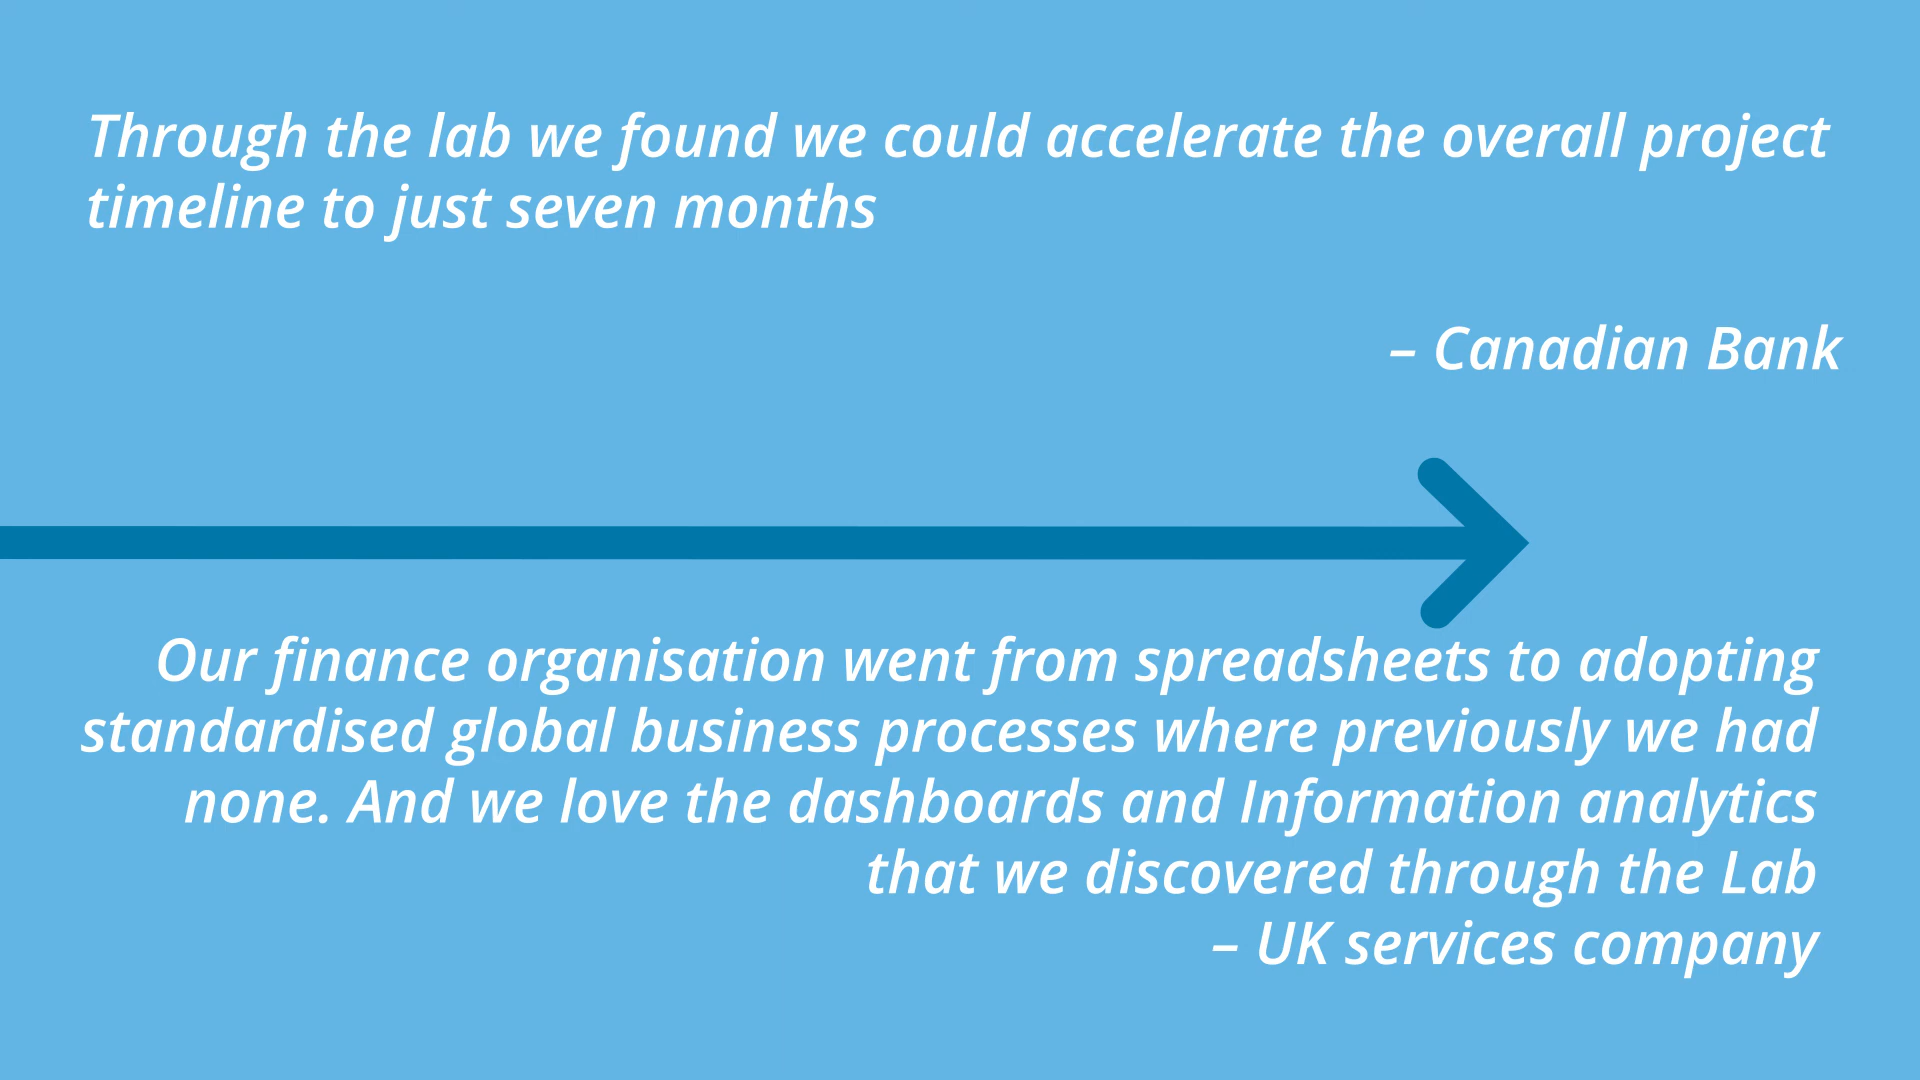 Through the lab we found we could accelerate the overall project
timeline to just seven months
– Canadian Bank
Our finance organisation went from spreadsheets to adopting
standardised global business processes where previously we had
none. And we love the dashboards and Information analytics
that we discovered through the Lab
– UK services company